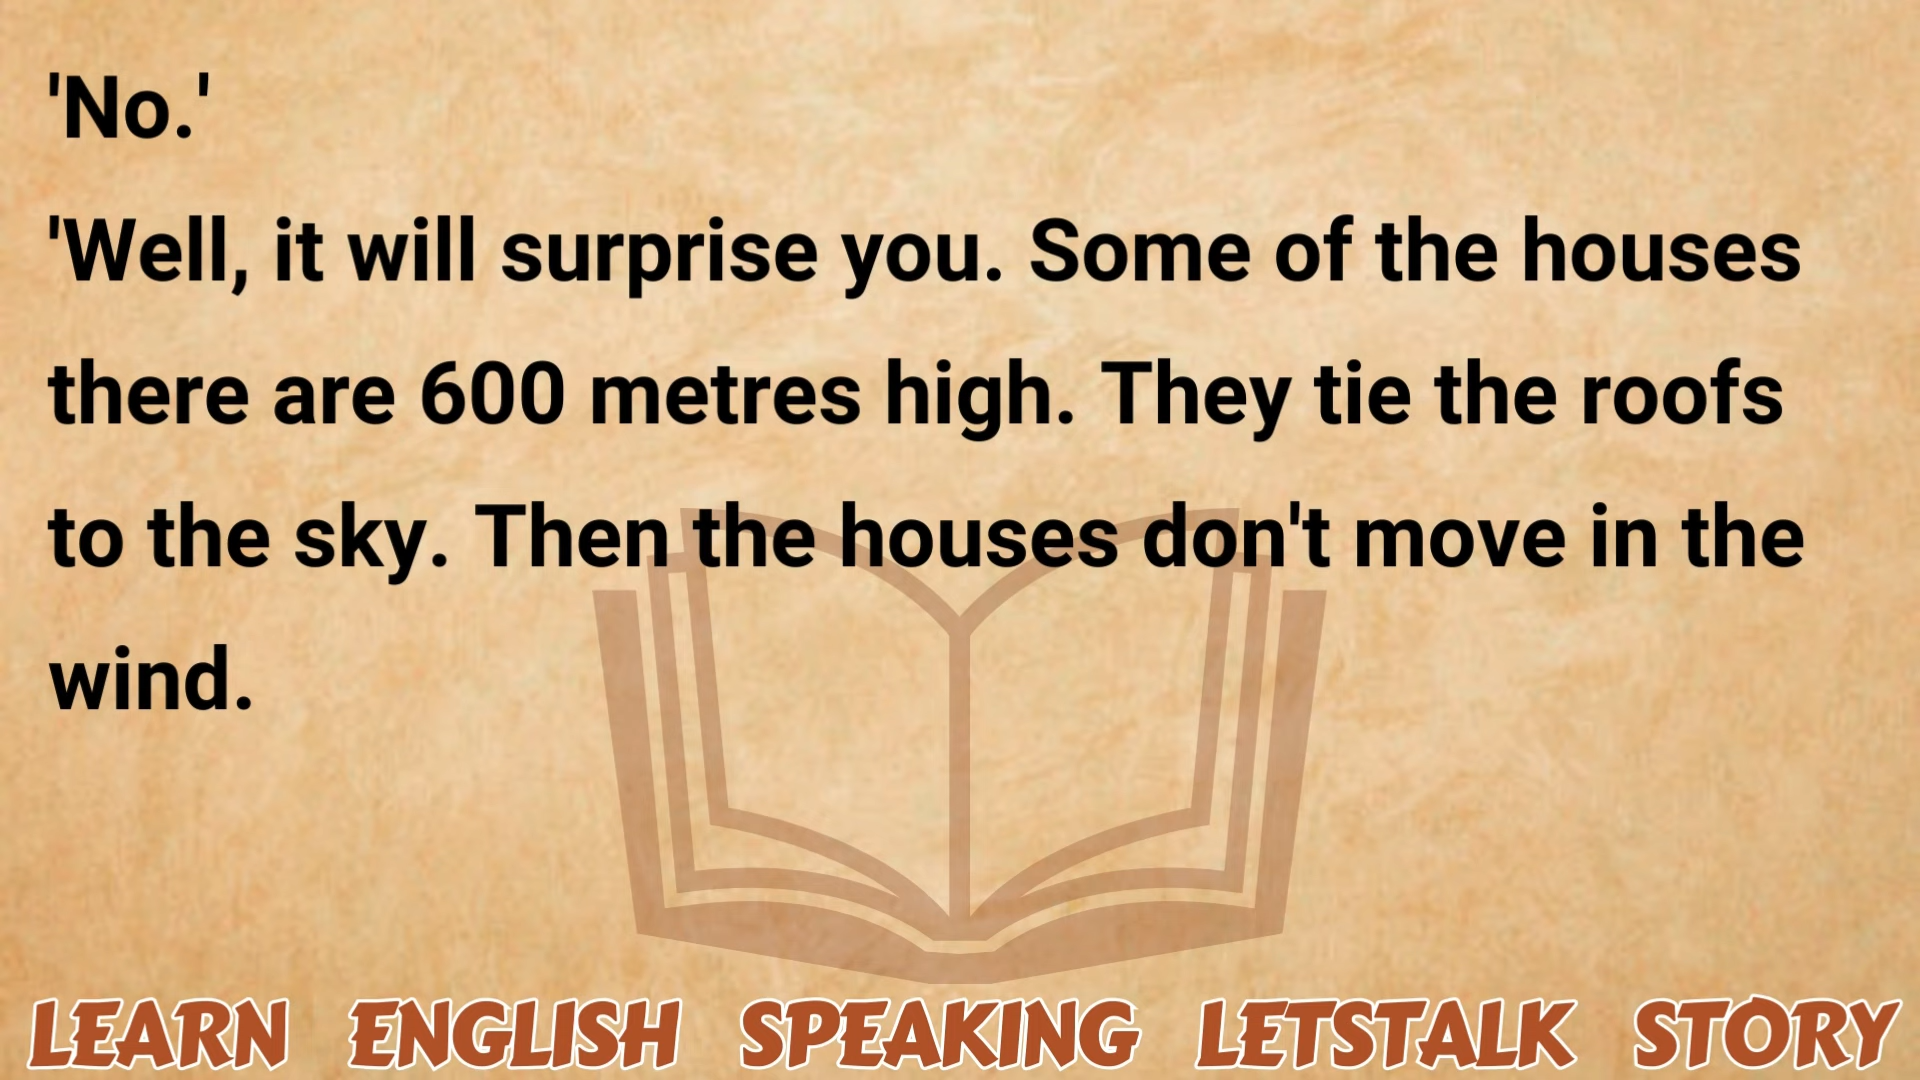 'No.'
'Well, it will surprise you. Some of the houses
there are 600 metres high. They tie the roofs
to the sky. Then the houses don't move in the
wind.
LEARN ENGLISH SPEAKING LETSTALK STORY